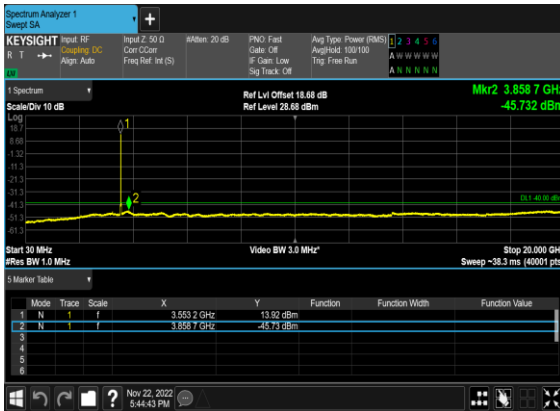 Spectrum Analyzer 1
Swept SA
+
KEYSIGHT Input: RF Input Z: 50 Ω #Atten: 20 dB PNO: Fast Avg Type: Power (RMS) 1 2 3 4 5 6
R T Coupling: DC Corr CCorr Gate: Off Avg|Hold: 100/100 A W W W W W
Align: Auto Freq Ref: Int (S) IF Gain: Low Trig: Free Run
Sig Track: Off A N N N N N
1 Spectrum Ref Lvl Offset 18.68 dB Mkr2 3.858 7 GHz
Scale/Div 10 dB Ref Level 28.68 dBm -45.732 dBm
Log
18.7
8.68
-1.32
-11.3
-21.3
-31.3
-41.3
-51.3
-61.3
1
2
DL1 -40.00 dBm
Start 30 MHz Video BW 3.0 MHz* Stop 20.000 GHz
#Res BW 1.0 MHz Sweep ~38.3 ms (40001 pts)
5 Marker Table
Mode Trace Scale X Y Function Function Width Function Value
1 N 1 f 3.553 2 GHz 13.92 dBm
2 N 1 f 3.858 7 GHz -45.73 dBm
3
4
5
6
? Nov 22, 2022
5:44:43 PM